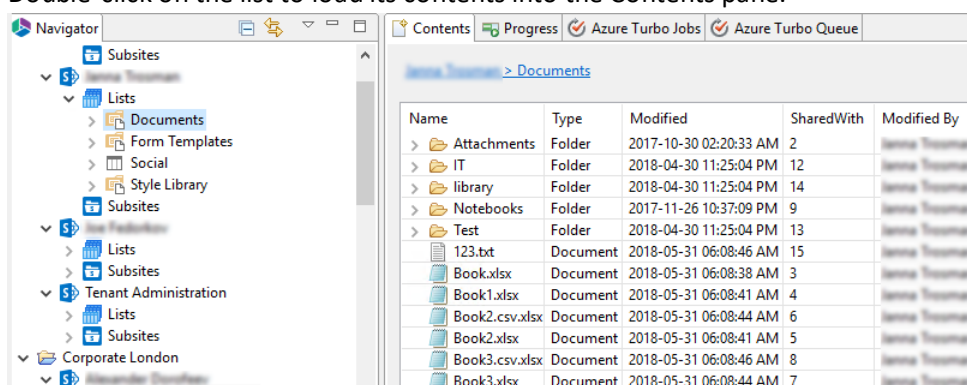 Double-click on the list to load its contents into the Contents pane.
Navigator
Subsites
Lists
Documents
Form Templates
Social
Style Library
Subsites
Lists
Subsites
Tenant Administration
Lists
Subsites
Corporate London
Contents Progress Azure Turbo Jobs Azure Turbo Queue
> Documents
Name Type Modified SharedWith Modified By
Attachments Folder 2017-10-30 02:20:33 AM 2
IT Folder 2018-04-30 11:25:04 PM 12
library Folder 2018-04-30 11:25:04 PM 14
Notebooks Folder 2017-11-26 10:37:09 PM 9
Test Folder 2018-04-30 11:25:04 PM 13
123.txt Document 2018-05-31 06:08:46 AM 15
Book.xlsx Document 2018-05-31 06:08:38 AM 3
Book1.xlsx Document 2018-05-31 06:08:41 AM 4
Book2.csv.xlsx Document 2018-05-31 06:08:44 AM 6
Book2.xlsx Document 2018-05-31 06:08:41 AM 5
Book3.csv.xlsx Document 2018-05-31 06:08:46 AM 8
Book3.xlsx Document 2018-05-31 06:08:44 AM 7